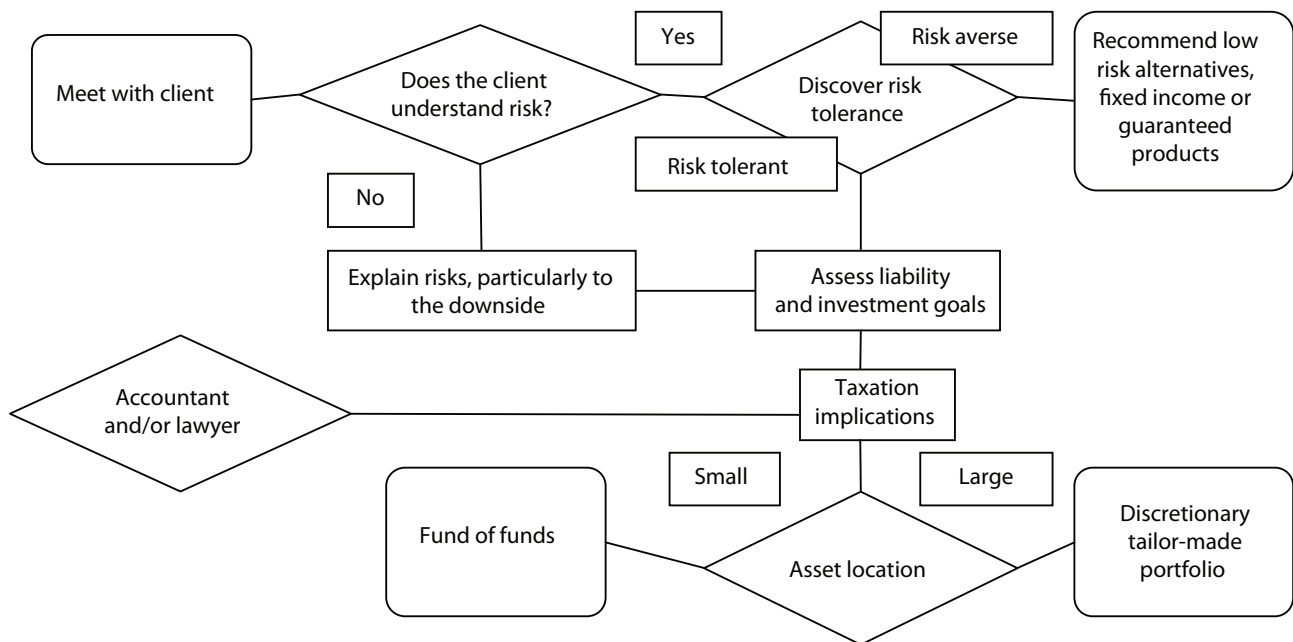 Meet with client
Does the client
understand risk?
Yes
Discover risk
tolerance
Risk averse
Recommend low
risk alternatives,
fixed income or
guaranteed
products
Risk tolerant
No
Explain risks, particularly to
the downside
Assess liability
and investment goals
Accountant
and/or lawyer
Taxation
implications
Small
Large
Fund of funds
Asset location
Discretionary
tailor-made
portfolio